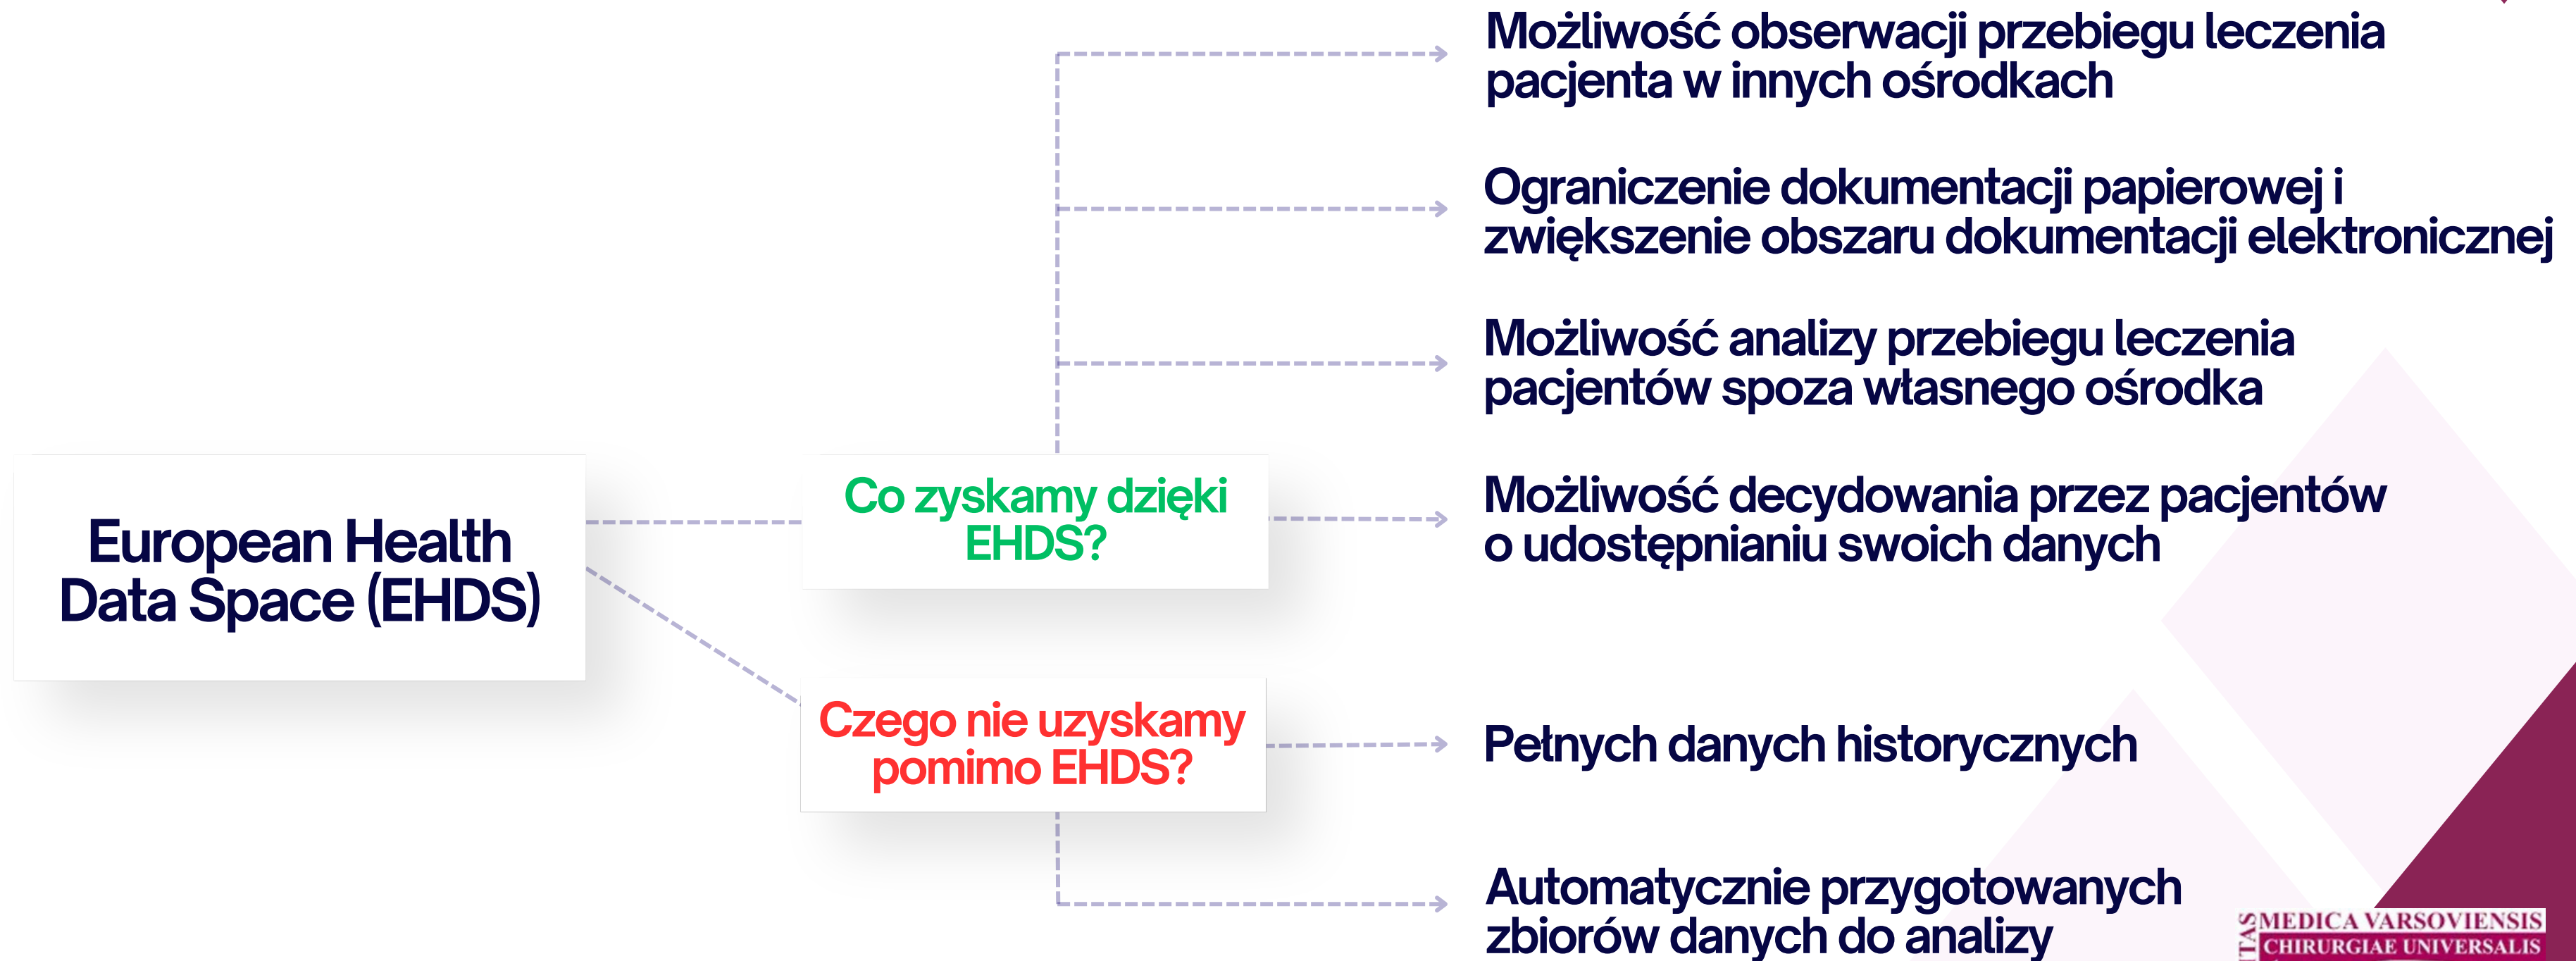 Możliwość obserwacji przebiegu leczenia
pacjenta w innych ośrodkach
Ograniczenie dokumentacji papierowej i
zwiększenie obszaru dokumentacji elektronicznej
Możliwość analizy przebiegu leczenia
pacjentów spoza własnego ośrodka
European Health
Data Space (EHDS)
Co zyskamy dzięki
EHDS?
Możliwość decydowania przez pacjentów
o udostępnianiu swoich danych
Czego nie uzyskamy
pomimo EHDS?
Pełnych danych historycznych
Automatycznie przygotowanych
zbiorów danych do analizy
MEDICA VARSOVIENSIS
CHIRURGIAE UNIVERSALIS